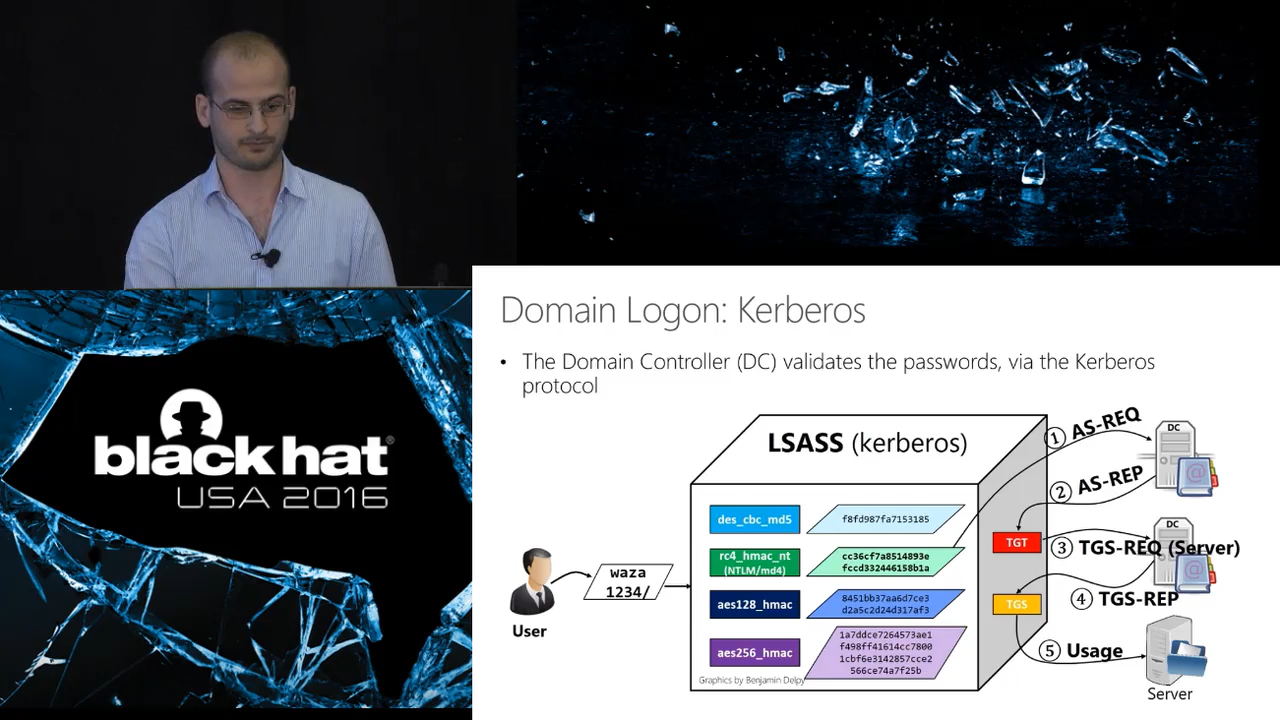 Domain Logon: Kerberos
• The Domain Controller (DC) validates the passwords, via the Kerberos
protocol
LSASS (kerberos)
① AS-REQ
DC
② AS-REP
des_cbc_md5
f8fd987fa7153185
rc4_hmac_nt
(NTLM/md4)
cc36cf7a8514893e
fccd332446158b1a
TGT
③ TGS-REQ (Server)
DC
waza
1234/
aes128_hmac
8451bb37aa6d7ce3
d2a5c2d24d317af3
TGS
④ TGS-REP
User
aes256_hmac
1a7ddce7264573ae1
f498ff41614cc7800
1cbf6e3142857cce2
566ce74a7f25b
⑤ Usage
Graphics by Benjamin Delpy
Server
black hat®
USA 2016